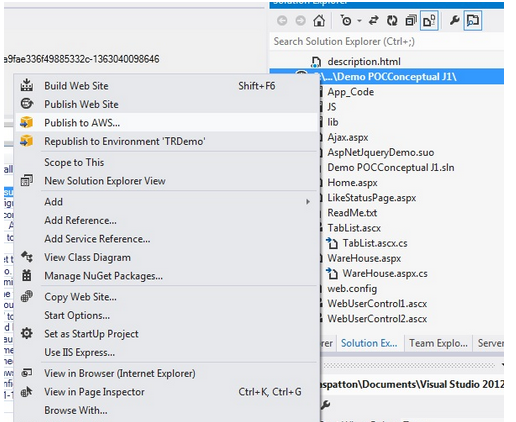 Solution Explorer
Search Solution Explorer (Ctrl+;)
a9fae336f49885332c-1363040098646
description.html
\...\Demo POCConceptual J1\
App_Code
JS
lib
Ajax.aspx
AspNetJqueryDemo.suo
Demo POCConceptual J1.sln
Home.aspx
LikeStatusPage.aspx
ReadMe.txt
TabList.ascx
TabList.ascx.cs
WareHouse.aspx
WareHouse.aspx.cs
web.config
WebUserControl1.ascx
WebUserControl2.ascx
Build Web Site Shift+F6
Publish Web Site
Publish to AWS...
Republish to Environment 'TRDemo'
Scope to This
New Solution Explorer View
Add
Add Reference...
Add Service Reference...
View Class Diagram
Manage NuGet Packages...
Copy Web Site...
Start Options...
Set as StartUp Project
Use IIS Express...
View in Browser (Internet Explorer)
View in Page Inspector Ctrl+K, Ctrl+G
Browse With...
rer Solution Ex... Team Explo... Server
nspatton\Documents\Visual Studio 2012